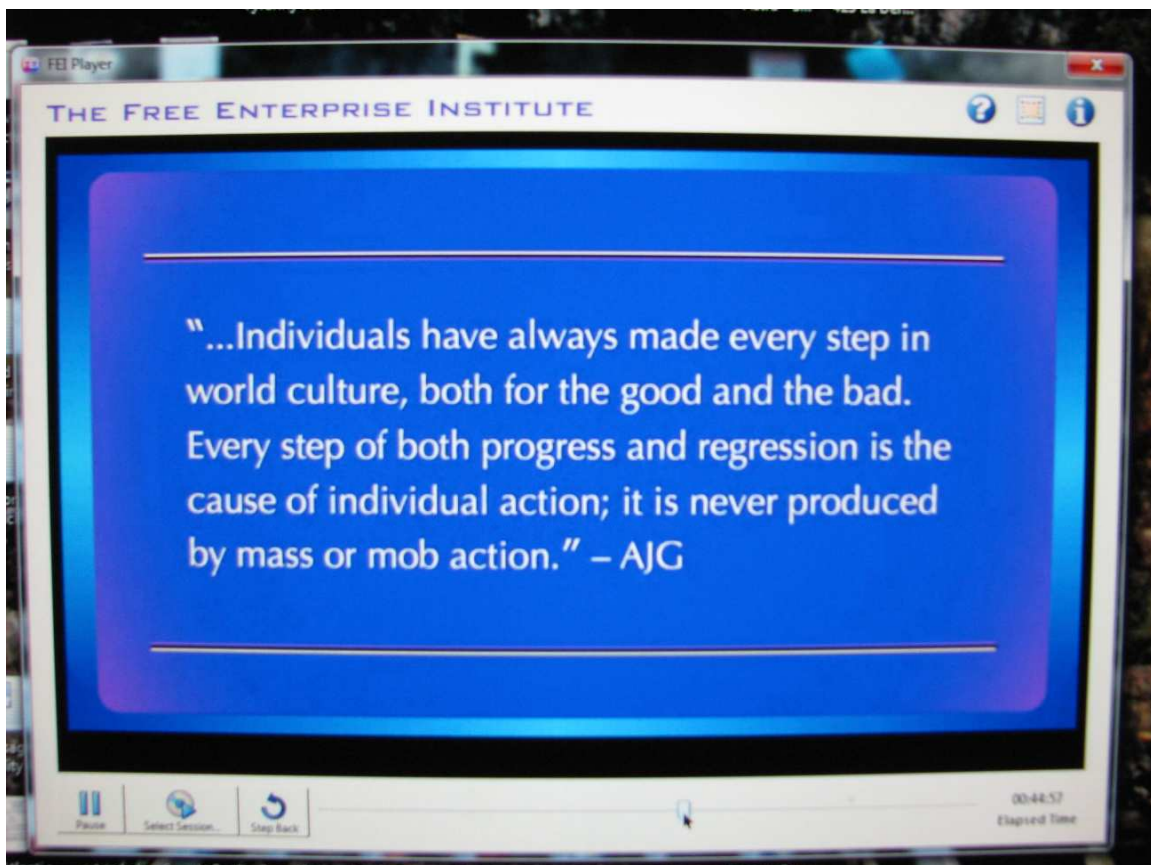 FEI Player
THE FREE ENTERPRISE INSTITUTE
"...Individuals have always made every step in
world culture, both for the good and the bad.
Every step of both progress and regression is the
cause of individual action; it is never produced
by mass or mob action." – AJG
Pause
Select Session...
Step Back
00:44:57
Elapsed Time